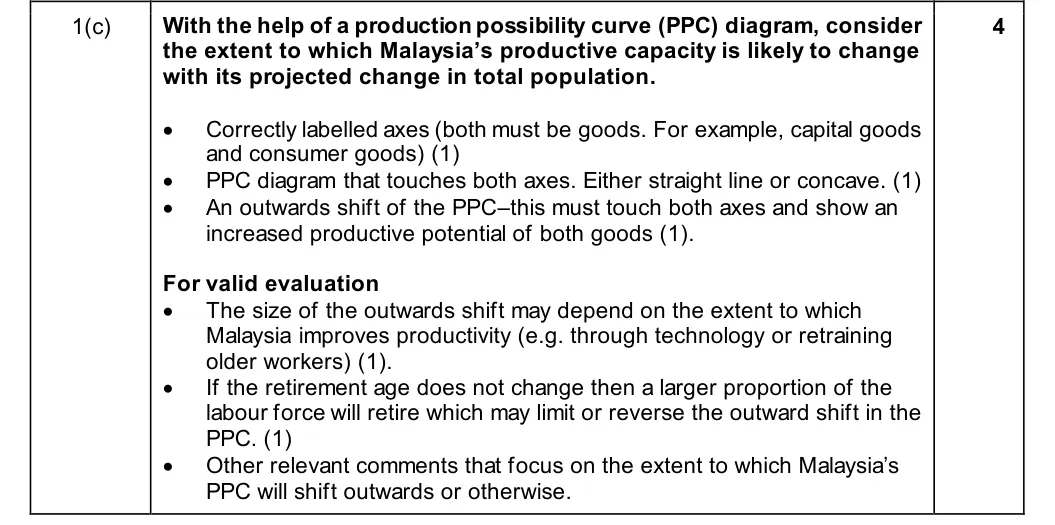 1(c)
With the help of a production possibility curve (PPC) diagram, consider
4
the extent to which Malaysia's productive capacity is likely to change
with its projected change in total population.
• Correctly labelled axes (both must be goods. For example, capital goods
and consumer goods) (1)
• PPC diagram that touches both axes. Either straight line or concave. (1)
• An outwards shift of the PPC–this must touch both axes and show an
increased productive potential of both goods (1).
For valid evaluation
• The size of the outwards shift may depend on the extent to which
Malaysia improves productivity (e.g. through technology or retraining
older workers) (1).
• If the retirement age does not change then a larger proportion of the
labour force will retire which may limit or reverse the outward shift in the
PPC. (1)
• Other relevant comments that focus on the extent to which Malaysia's
PPC will shift outwards or otherwise.